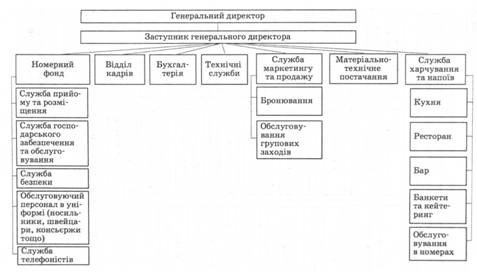 Генеральний директор
Заступник генерального директора
Номерний
фонд
Відділ
кадрів
Бухгал-
терія
Технічні
служби
Служба
маркетингу
та продажу
Матеріально-
технічне
постачання
Служба
харчування
та напоїв
Служба прийо-
му та розмі-
щення
Служба госпо-
дарського
забезпечення
та обслуго-
вування
Служба
безпеки
Обслуговуючий
персонал в уні-
формі (носиль-
ники, швейца-
ри, консьєржі
тощо)
Служба
телефоністів
Бронювання
Обслугову-
вання
групових
заходів
Кухня
Ресторан
Бар
Банкети
та кейте-
ринг
Обслуго-
вування
в номерах